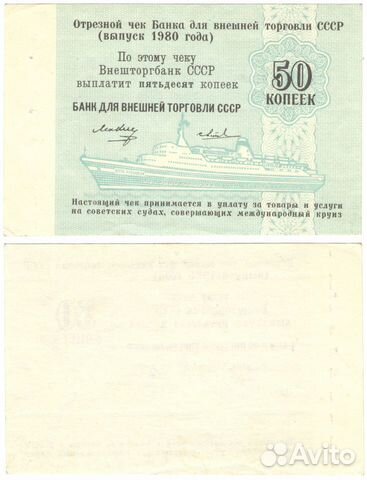 Отрезной чек Банка для внешней торговли СССР
(выпуск 1980 года)
По этому чеку
Внешторгбанк СССР
выплатит пятьдесят копеек
50
КОПЕЕК
БАНК ДЛЯ ВНЕШНЕЙ ТОРГОВЛИ СССР
Настоящий чек принимается в уплату за товары и услуги
на советских судах, совершающих международный круиз
Avito